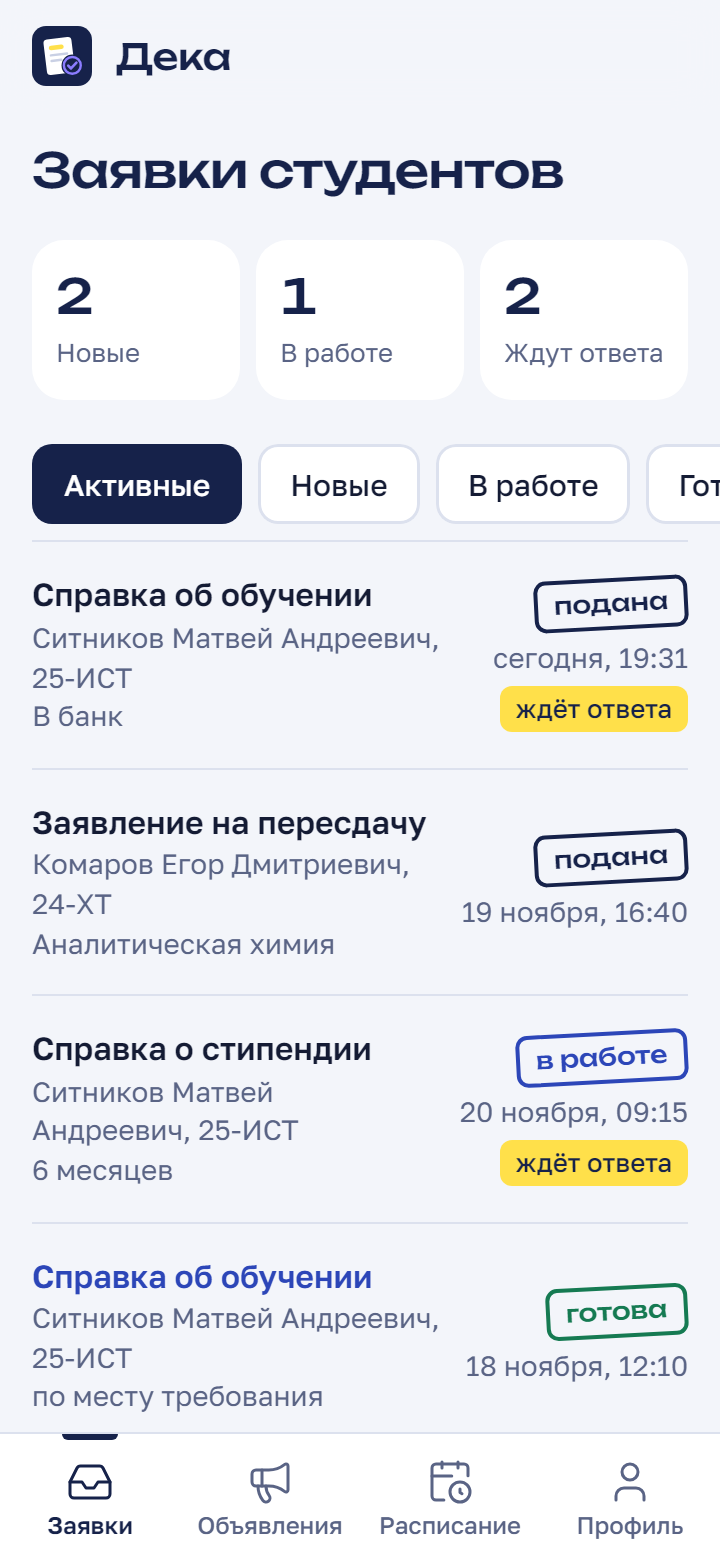 Дека
Заявки студентов
2
Новые
1
В работе
2
Ждут ответа
Активные
Новые
В работе
Гот
Справка об обучении
Ситников Матвей Андреевич,
25-ИСТ
В банк
подана
сегодня, 19:31
ждёт ответа
Заявление на пересдачу
Комаров Егор Дмитриевич,
24-ХТ
Аналитическая химия
подана
19 ноября, 16:40
Справка о стипендии
Ситников Матвей
Андреевич, 25-ИСТ
6 месяцев
в работе
20 ноября, 09:15
ждёт ответа
Справка об обучении
Ситников Матвей Андреевич,
25-ИСТ
по месту требования
готова
18 ноября, 12:10
Заявки
Объявления
Расписание
Профиль